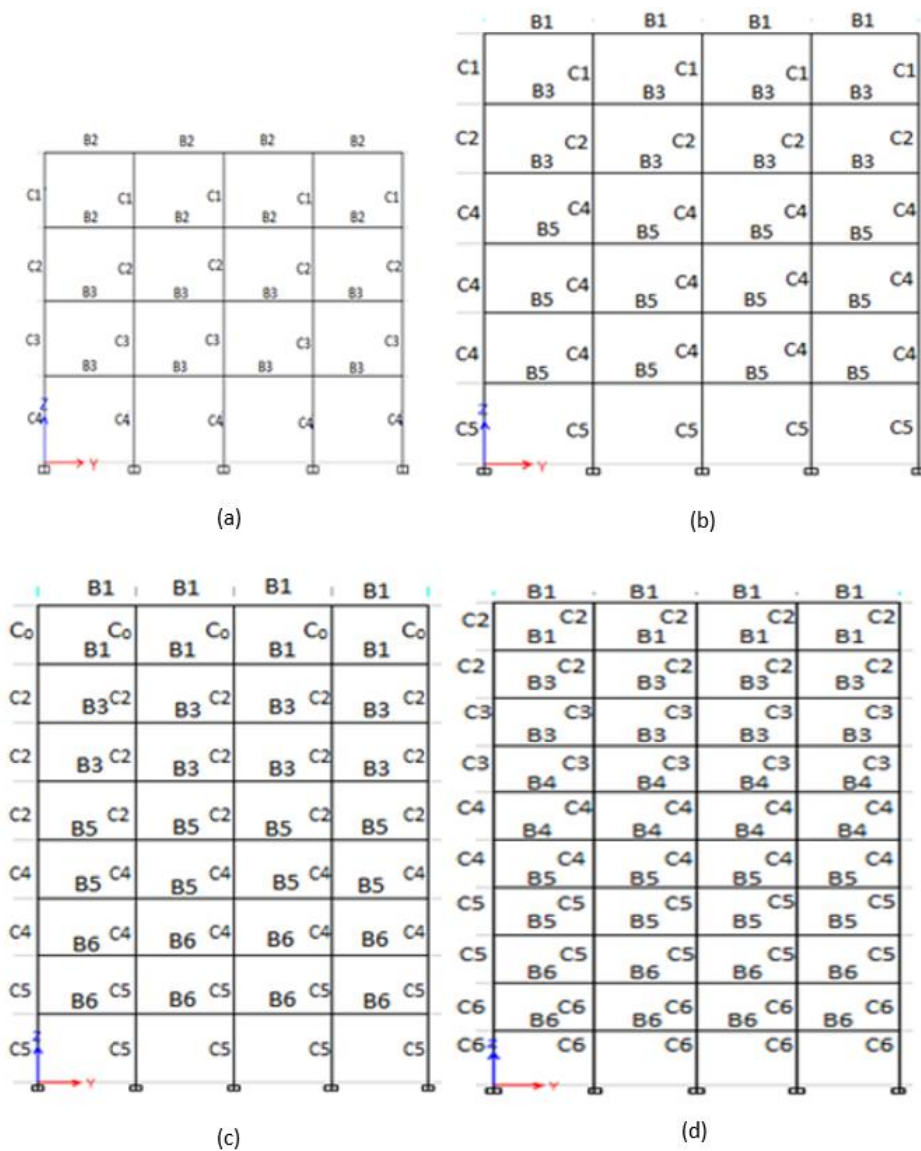 B2 B2 B2 B2
C1 C1 C1 C1 C1
B2 B2 B2 B2
C2 C2 C2 C2 C2
B3 B3 B3 B3
C3 C3 C3 C3 C3
B3 B3 B3 B3
Z
C4 C4 C4 C4 C4
Y
(a)
B1 B1 B1 B1
C1 C1 C1 C1 C1
B3 B3 B3 B3
C2 C2 C2 C2 C2
B3 B3 B3 B3
C4 C4 C4 C4 C4
B5 B5 B5 B5
C4 C4 C4 C4 C4
B5 B5 B5 B5
C4 C4 C4 C4 C4
B5 B5 B5 B5
Z
C5 C5 C5 C5 C5
Y
(b)
B1 B1 B1 B1
Co Co Co Co Co
B1 B1 B1 B1
C2 C2 C2 C2 C2
B3 B3 B3 B3
C2 C2 C2 C2 C2
B3 B3 B3 B3
C2 C2 C2 C2 C2
B5 B5 B5 B5
C4 C4 C4 C4 C4
B5 B5 B5 B5
C4 C4 C4 C4 C4
B6 B6 B6 B6
C5 C5 C5 C5 C5
B6 B6 B6 B6
Z
C5 C5 C5 C5 C5
Y
(c)
B1 B1 B1 B1
C2 C2 C2 C2 C2
B1 B1 B1 B1
C2 C2 C2 C2 C2
B3 B3 B3 B3
C3 C3 C3 C3 C3
B3 B3 B3 B3
C3 C3 C3 C3 C3
B4 B4 B4 B4
C4 C4 C4 C4 C4
B4 B4 B4 B4
C4 C4 C4 C4 C4
B5 B5 B5 B5
C5 C5 C5 C5 C5
B5 B5 B5 B5
C5 C5 C5 C5 C5
B6 B6 B6 B6
C6 C6 C6 C6 C6
B6 B6 B6 B6
Z
C6 C6 C6 C6 C6
Y
(d)